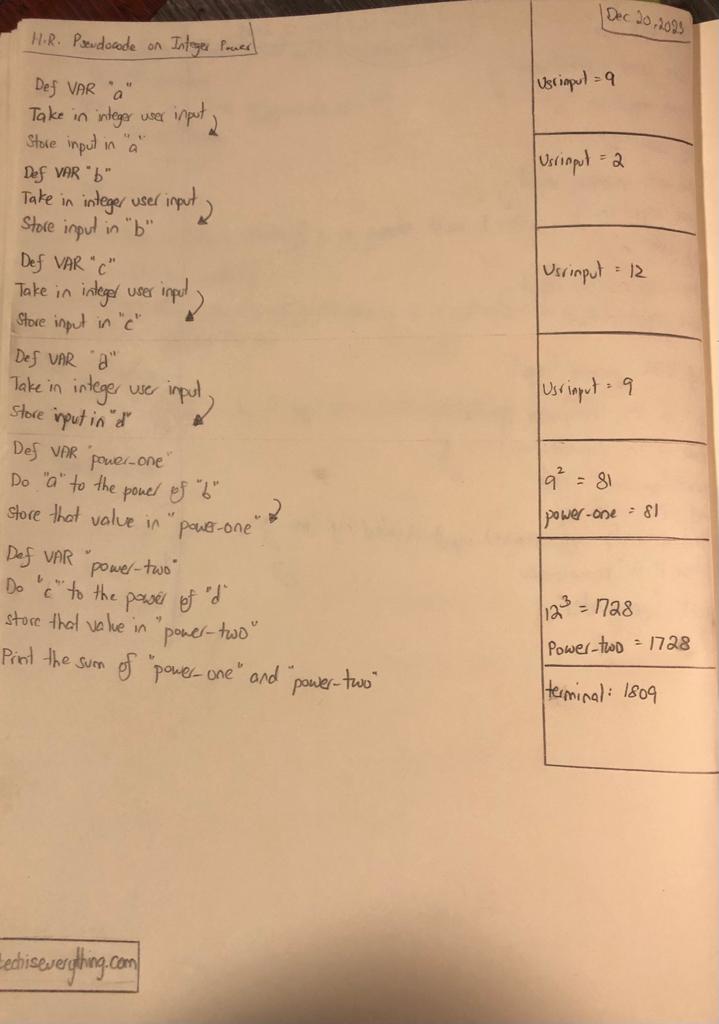 H.R. Pseudocode on Integer Power
Dec 20, 2023
Def VAR "a"
Take in integer user input
Store input in "a"
Def VAR "b"
Take in integer user input
Store input in "b"
Def VAR "c"
Take in integer user input
Store input in "c"
Def VAR "d"
Take in integer user input
Store input in "d"
Def VAR "power-one"
Do "a" to the power of "b"
Store that value in "power-one"
Def VAR "power-two"
Do "c" to the power of "d"
Store that value in "power-two"
Print the sum of "power-one" and "power-two"
Usrinput = 9
Usrinput = 2
Usrinput = 12
Usrinput = 9
9² = 81
power-one = 81
12³ = 1728
Power-two = 1728
terminal: 1809
techiseverything.com